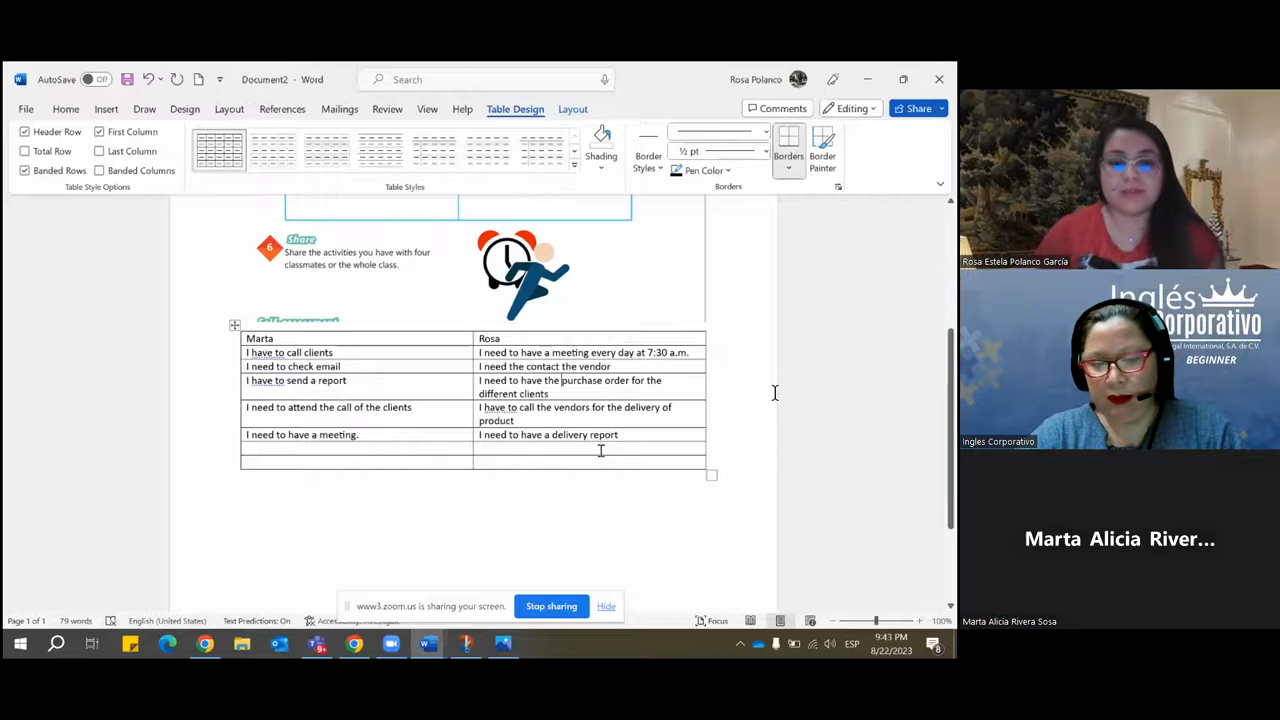 AutoSave Off Document2 - Word Search Rosa Polanco
File Home Insert Draw Design Layout References Mailings Review View Help Table Design Layout Comments Editing Share
Header Row First Column
Total Row Last Column
Banded Rows Banded Columns
Table Style Options
Table Styles
Shading
Border Styles
½ pt
Pen Color
Borders
Border Painter
Borders
6 Share
Share the activities you have with four
classmates or the whole class.
Marta Rosa
I have to call clients I need to have a meeting every day at 7:30 a.m.
I need to check email I need the contact the vendor
I have to send a report I need to have the purchase order for the
different clients
I need to attend the call of the clients I have to call the vendors for the delivery of
product
I need to have a meeting. I need to have a delivery report
www3.zoom.us is sharing your screen. Stop sharing Hide
Page 1 of 1 79 words English (United States) Text Predictions: On Focus 100%
ESP 9:43 PM
8/22/2023
8
Rosa Estela Polanco García
Inglés
BEGINNER
Ingles Corporativo
Marta Alicia River...
Marta Alicia Rivera Sosa